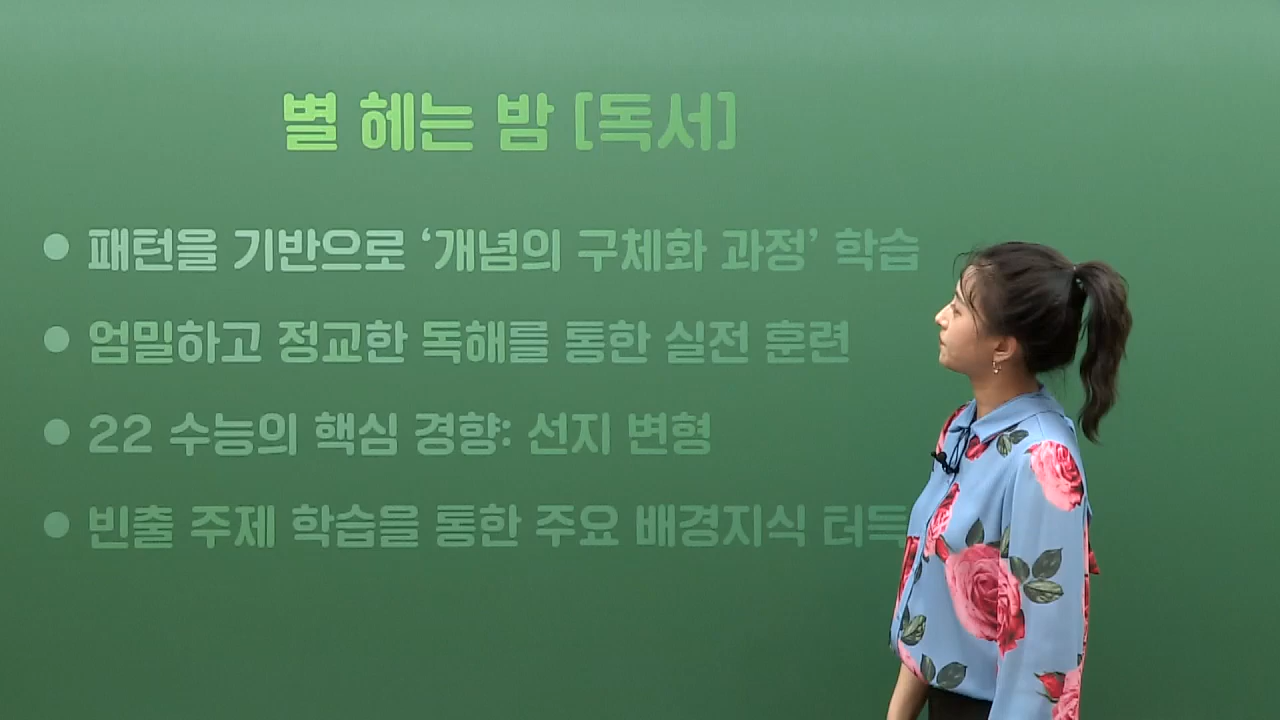 별 헤는 밤 [독서]
● 패턴을 기반으로 ‘개념의 구체화 과정’ 학습
● 엄밀하고 정교한 독해를 통한 실전 훈련
● 22 수능의 핵심 경향: 선지 변형
● 빈출 주제 학습을 통한 주요 배경지식 터득